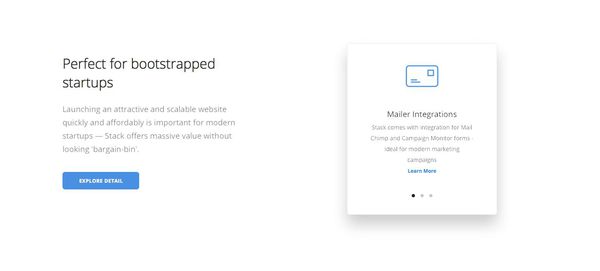 Perfect for bootstrapped
startups
Launching an attractive and scalable website
quickly and affordably is important for modern
startups — Stack offers massive value without
looking 'bargain-bin'.
EXPLORE DETAIL
Mailer Integrations
Stack comes with integration for Mail
Chimp and Campaign Monitor forms -
ideal for modern marketing
campaigns
Learn More